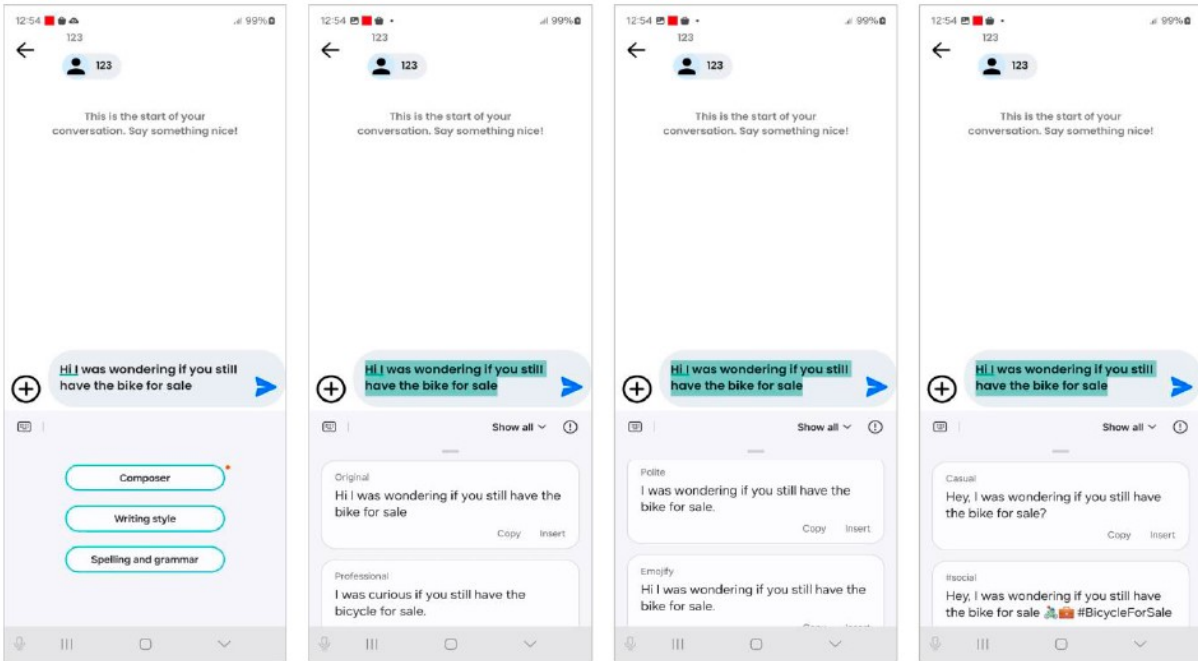 12:54
99%
123
123
This is the start of your
conversation. Say something nice!
Hi I was wondering if you still
have the bike for sale
Composer
Writing style
Spelling and grammar
12:54
99%
123
123
This is the start of your
conversation. Say something nice!
Hi I was wondering if you still
have the bike for sale
Show all
Original
Hi I was wondering if you still have the
bike for sale
Copy Insert
Professional
I was curious if you still have the
bicycle for sale.
12:54
99%
123
123
This is the start of your
conversation. Say something nice!
Hi I was wondering if you still
have the bike for sale
Show all
Polite
I was wondering if you still have the
bike for sale.
Copy Insert
Emojify
Hi I was wondering if you still have the
bike for sale.
12:54
99%
123
123
This is the start of your
conversation. Say something nice!
Hi I was wondering if you still
have the bike for sale
Show all
Casual
Hey, I was wondering if you still have
the bike for sale?
Copy Insert
#social
Hey, I was wondering if you still have
the bike for sale 🚴🧰 #BicycleForSale